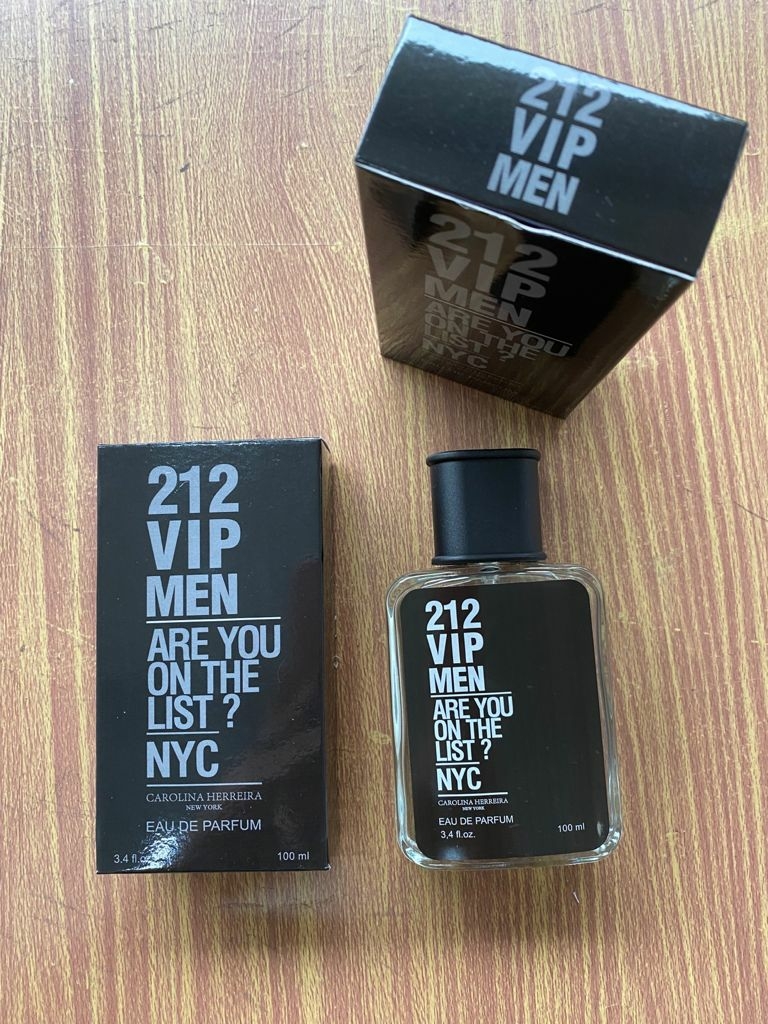 212
VIP
MEN
212
VIP
MEN
ARE YOU
ON THE
LIST ?
NYC
212
VIP
MEN
ARE YOU
ON THE
LIST ?
NYC
CAROLINA HERREIRA
NEW YORK
EAU DE PARFUM
3,4 fl.oz
100 ml
212
VIP
MEN
ARE YOU
ON THE
LIST ?
NYC
CAROLINA HERREIRA
NEW YORK
EAU DE PARFUM
3,4 fl.oz.
100 ml